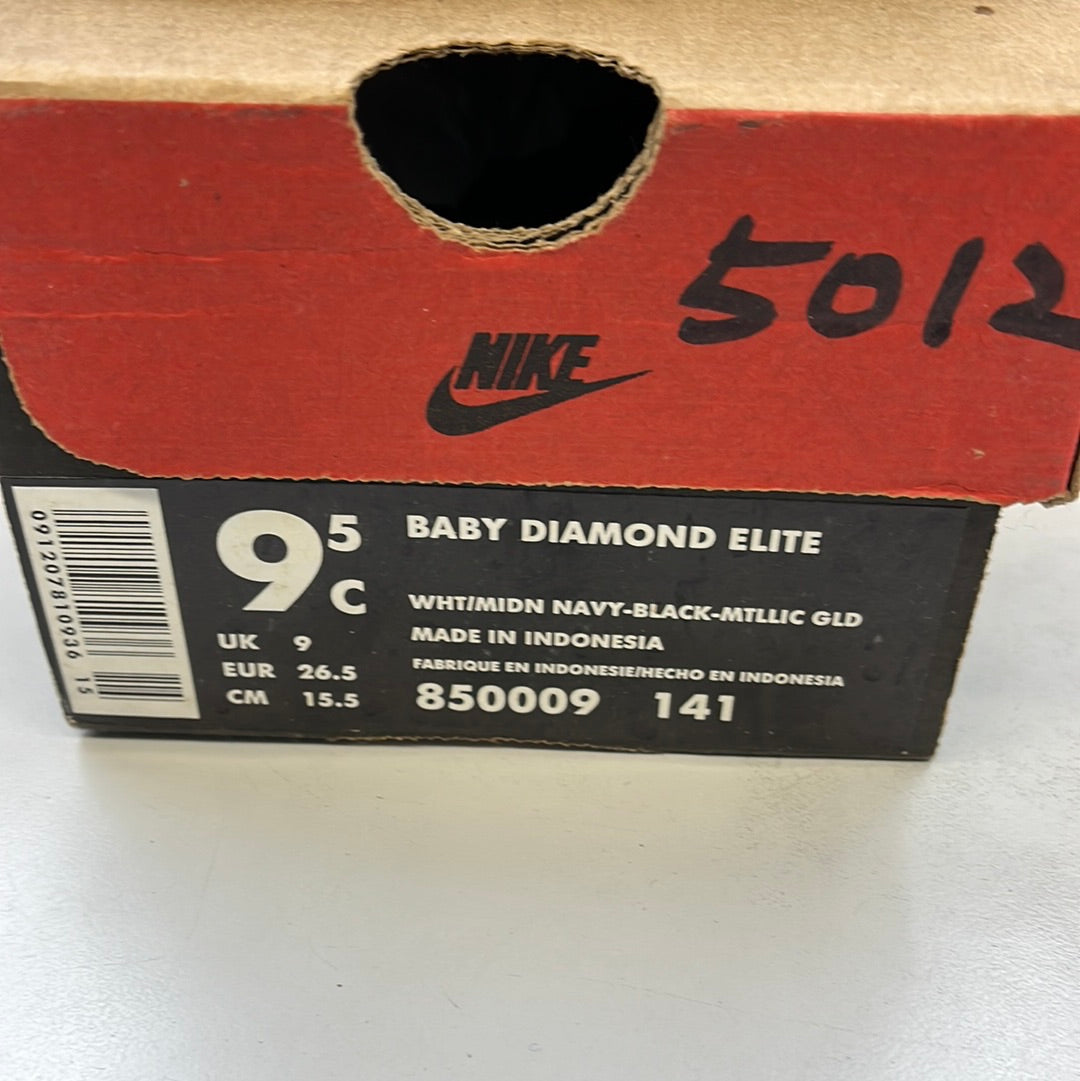 5012
NIKE
9 5 C
BABY DIAMOND ELITE
WHT/MIDN NAVY-BLACK-MTLLIC GLD
MADE IN INDONESIA
FABRIQUE EN INDONESIE/HECHO EN INDONESIA
850009 141
UK 9
EUR 26.5
CM 15.5
091207810936 15